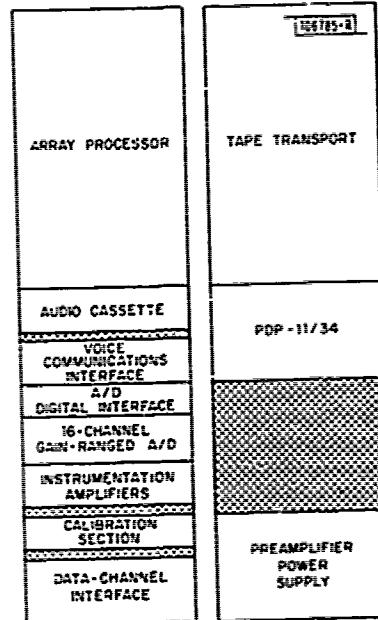 ARRAY PROCESSOR
AUDIO CASSETTE
VOICE
COMMUNICATIONS
INTERFACE
A/D
DIGITAL INTERFACE
16-CHANNEL
GAIN-RANGED A/D
INSTRUMENTATION
AMPLIFIERS
CALIBRATION
SECTION
DATA-CHANNEL
INTERFACE
106785-R
TAPE TRANSPORT
PDP-11/34
PREAMPLIFIER
POWER
SUPPLY